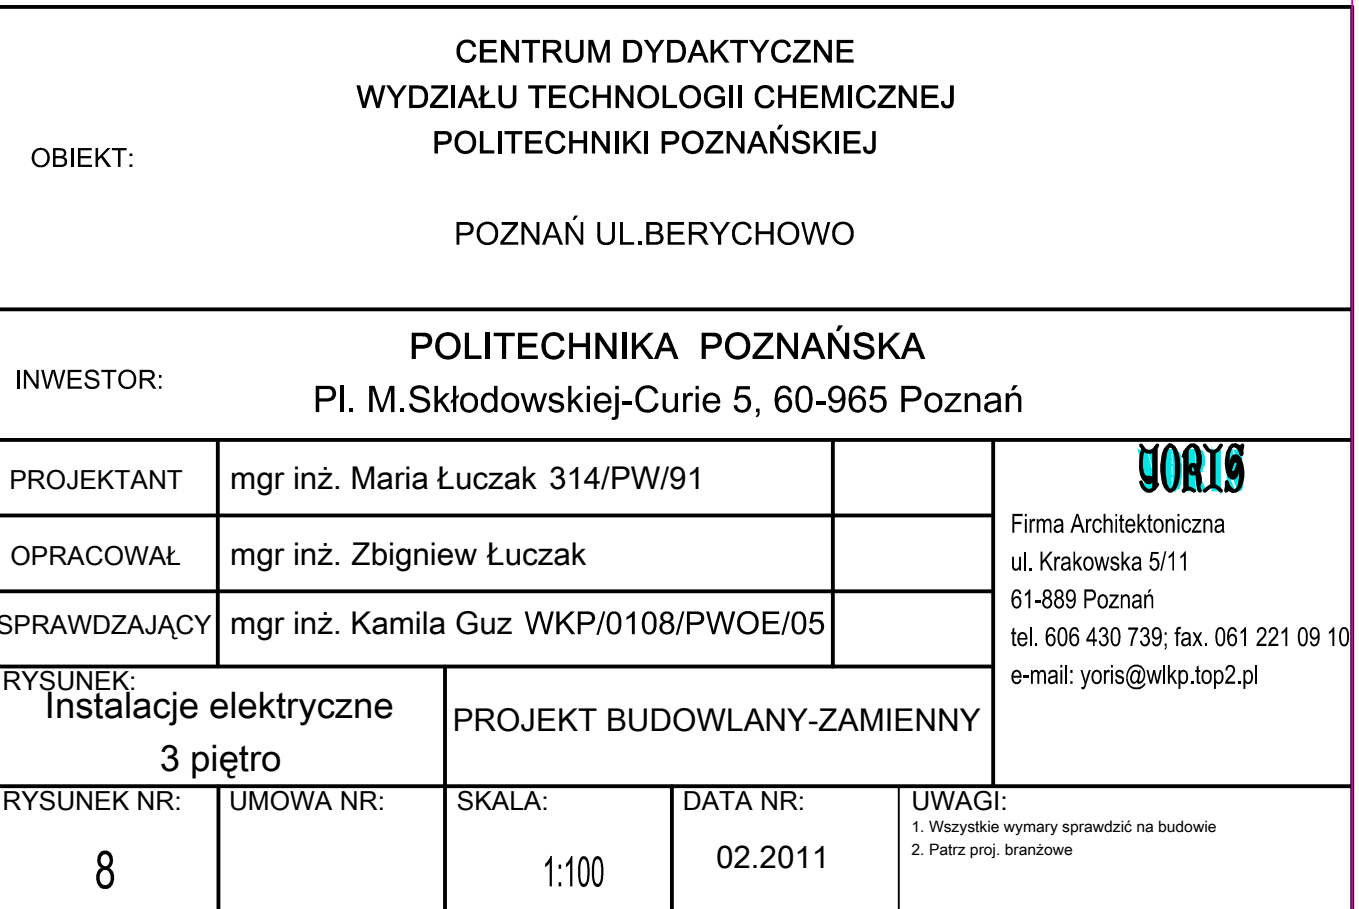 CENTRUM DYDAKTYCZNE
WYDZIAŁU TECHNOLOGII CHEMICZNEJ
POLITECHNIKI POZNAŃSKIEJ
OBIEKT:
POZNAŃ UL.BERYCHOWO
POLITECHNIKA POZNAŃSKA
INWESTOR:
Pl. M.Skłodowskiej-Curie 5, 60-965 Poznań
PROJEKTANT mgr inż. Maria Łuczak 314/PW/91
OPRACOWAŁ mgr inż. Zbigniew Łuczak
SPRAWDZAJĄCY mgr inż. Kamila Guz WKP/0108/PWOE/05
YORIS
Firma Architektoniczna
ul. Krakowska 5/11
61-889 Poznań
tel. 606 430 739; fax. 061 221 09 10
e-mail: yoris@wlkp.top2.pl
RYSUNEK:
Instalacje elektryczne
3 piętro
PROJEKT BUDOWLANY-ZAMIENNY
RYSUNEK NR:
8
UMOWA NR:
SKALA:
1:100
DATA NR:
02.2011
UWAGI:
1. Wszystkie wymary sprawdzić na budowie
2. Patrz proj. branżowe